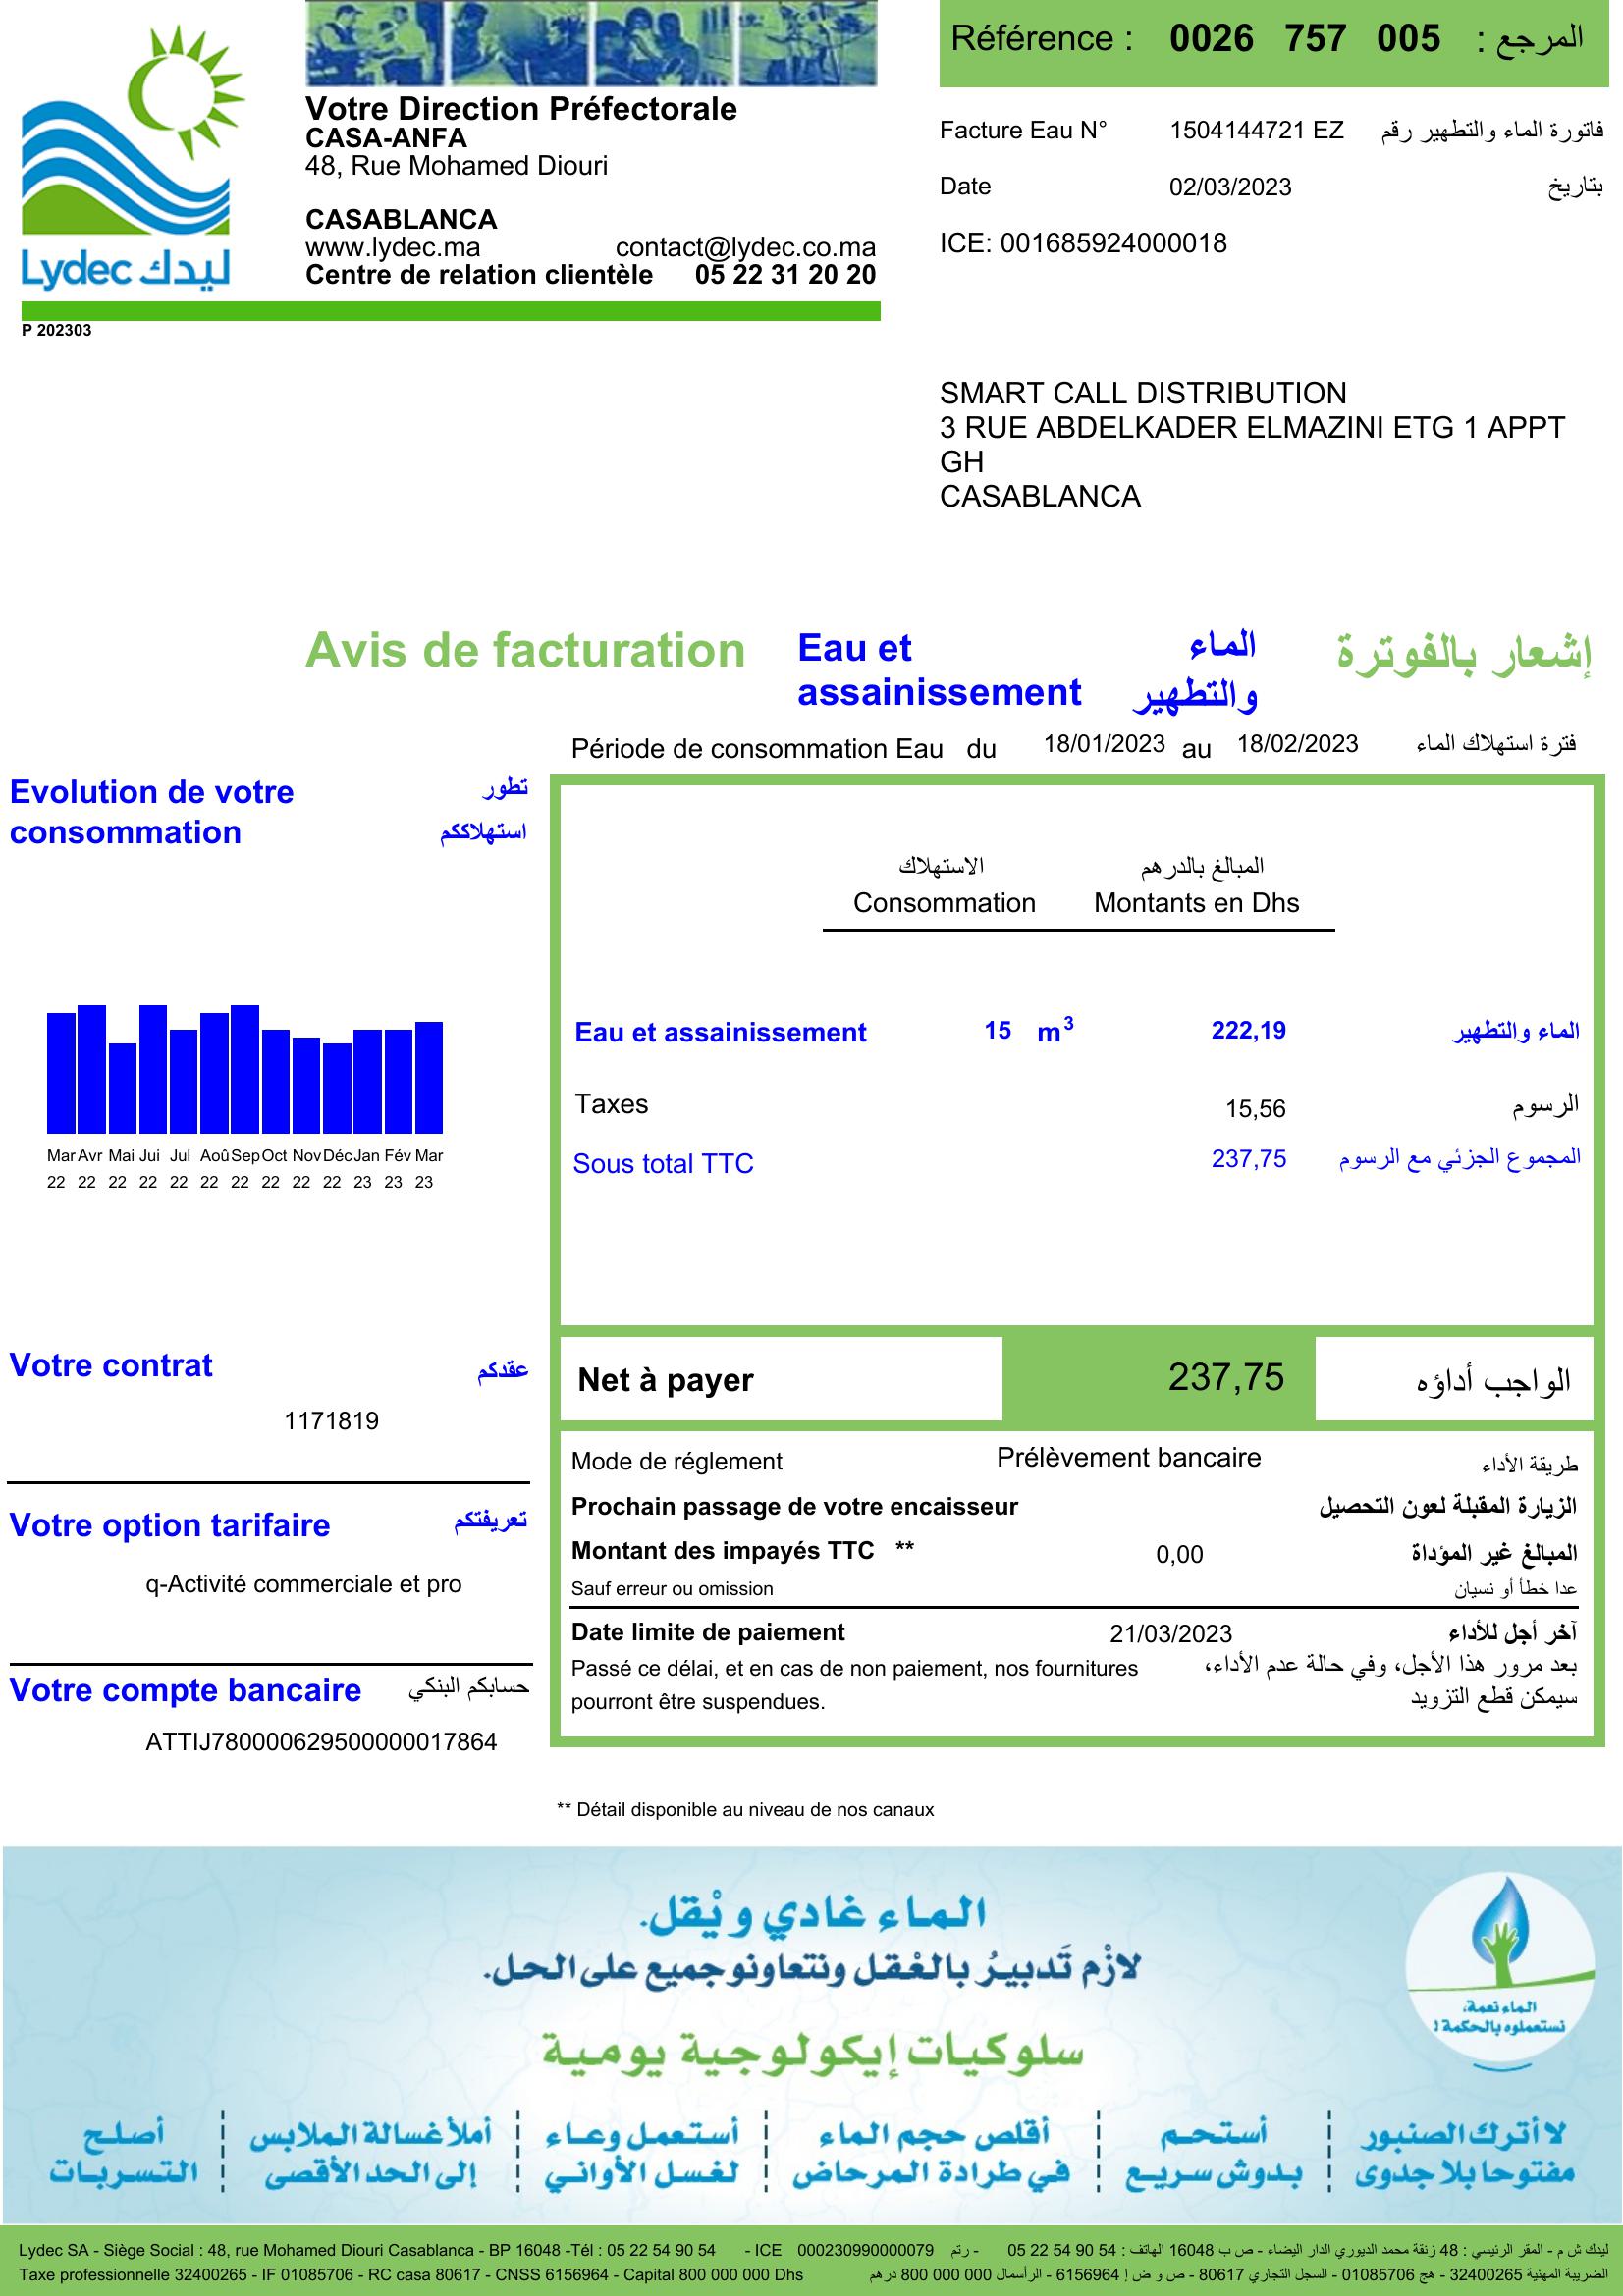 Lydec ليدك
Votre Direction Préfectorale
CASA-ANFA
48, Rue Mohamed Diouri
CASABLANCA
www.lydec.ma contact@lydec.co.ma
Centre de relation clientèle 05 22 31 20 20
P 202303
Référence : 0026 757 005 المرجع :
Facture Eau N° 1504144721 EZ فاتورة الماء والتطهير رقم
Date 02/03/2023 بتاريخ
ICE: 001685924000018
SMART CALL DISTRIBUTION
3 RUE ABDELKADER ELMAZINI ETG 1 APPT
GH
CASABLANCA
Avis de facturation Eau et الماء إشعار بالفوترة
assainissement والتطهير
Période de consommation Eau du 18/01/2023 au 18/02/2023 فترة استهلاك الماء
Evolution de votre تطور
consommation استهلاككم
Mar Avr Mai Jui Jul Aoû Sep Oct Nov Déc Jan Fév Mar
22 22 22 22 22 22 22 22 22 22 23 23 23
الاستهلاك المبالغ بالدرهم
Consommation Montants en Dhs
Eau et assainissement 15 m³ 222,19 الماء والتطهير
Taxes 15,56 الرسوم
Sous total TTC 237,75 المجموع الجزئي مع الرسوم
Net à payer 237,75 الواجب أداؤه
Votre contrat عقدكم
1171819
Votre option tarifaire تعريفتكم
q-Activité commerciale et pro
Votre compte bancaire حسابكم البنكي
ATTIJ780000629500000017864
Mode de réglement Prélèvement bancaire طريقة الأداء
Prochain passage de votre encaisseur الزيارة المقبلة لعون التحصيل
Montant des impayés TTC ** 0,00 المبالغ غير المؤداة
Sauf erreur ou omission عدا خطأ أو نسيان
Date limite de paiement 21/03/2023 آخر أجل للأداء
Passé ce délai, et en cas de non paiement, nos fournitures بعد مرور هذا الأجل، وفي حالة عدم الأداء،
pourront être suspendues. سيمكن قطع التزويد
** Détail disponible au niveau de nos canaux
الماء غادي ويْقل.
لازْم تَدبيرُ بالعْقل ونتعاونو جميع على الحل.
الماء نعمة،
نستعملوه بالحكمة !
سلوكيات إيكولوجية يومية
لا أترك الصنبور
مفتوحا بلا جدوى
أستحم
بدوش سريع
أقلص حجم الماء
في طرادة المرحاض
أستعمل وعاء
لغسل الأواني
أملأ غسالة الملابس
إلى الحد الأقصى
أصلح
التسربات
Lydec SA - Siège Social : 48, rue Mohamed Diouri Casablanca - BP 16048 -Tél : 05 22 54 90 54 - ICE 000230990000079 - رتم ليدك ش م - المقر الرئيسي : 48 زنقة محمد الديوري الدار البيضاء - ص ب 16048 الهاتف : 05 22 54 90 54
Taxe professionnelle 32400265 - IF 01085706 - RC casa 80617 - CNSS 6156964 - Capital 800 000 000 Dhs الضريبة المهنية 32400265 - هج 01085706 - السجل التجاري 80617 - ص و ض إ 6156964 - الرأسمال 000 000 800 درهم